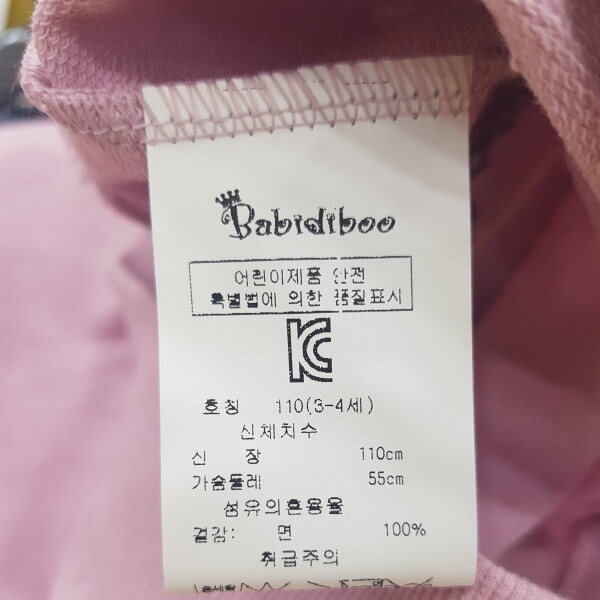 Babidiboo
어린이제품 안전
특별법에 의한 품질표시
KC
호칭 110(3-4세)
신체치수
신 장 110cm
가슴둘레 55cm
섬유의혼용율
겉감: 면 100%
취급주의